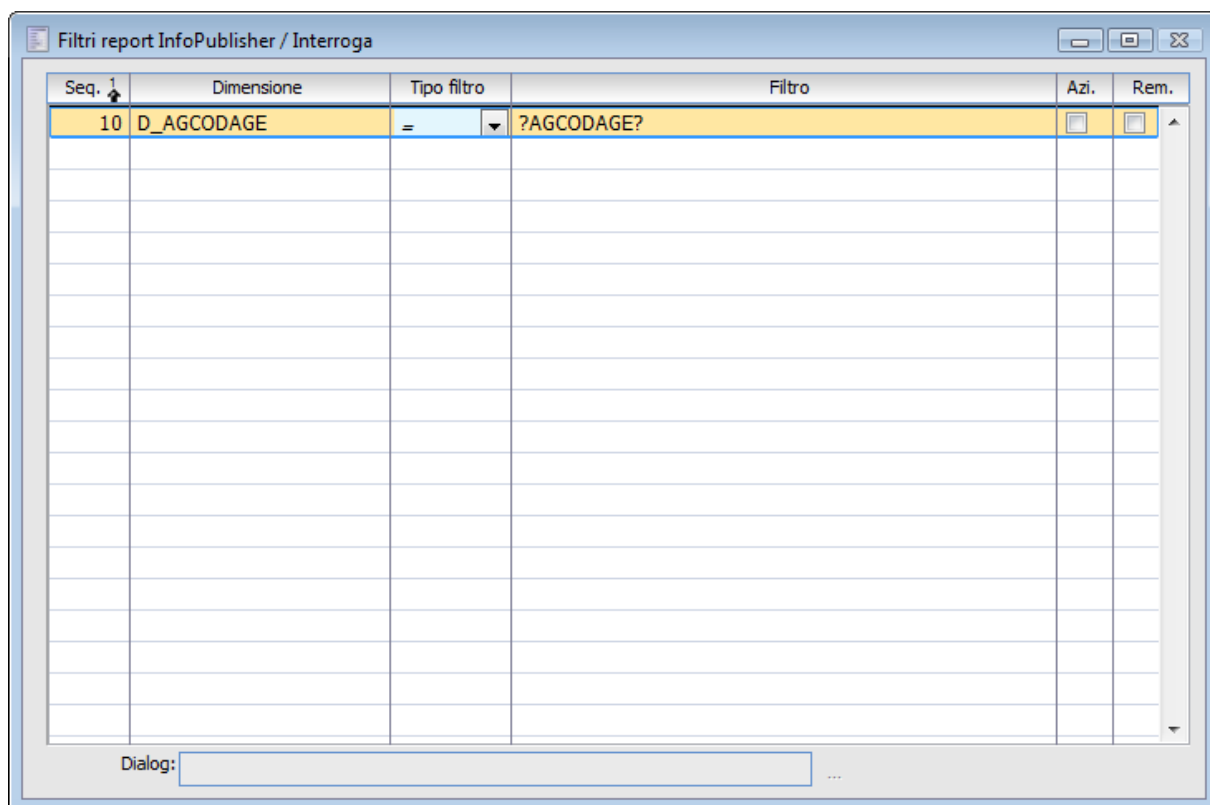 Filtri report InfoPublisher / Interroga
Seq. 1 Dimensione Tipo filtro Filtro Azi. Rem.
10 D_AGCODAGE = ?AGCODAGE?
Dialog: ...